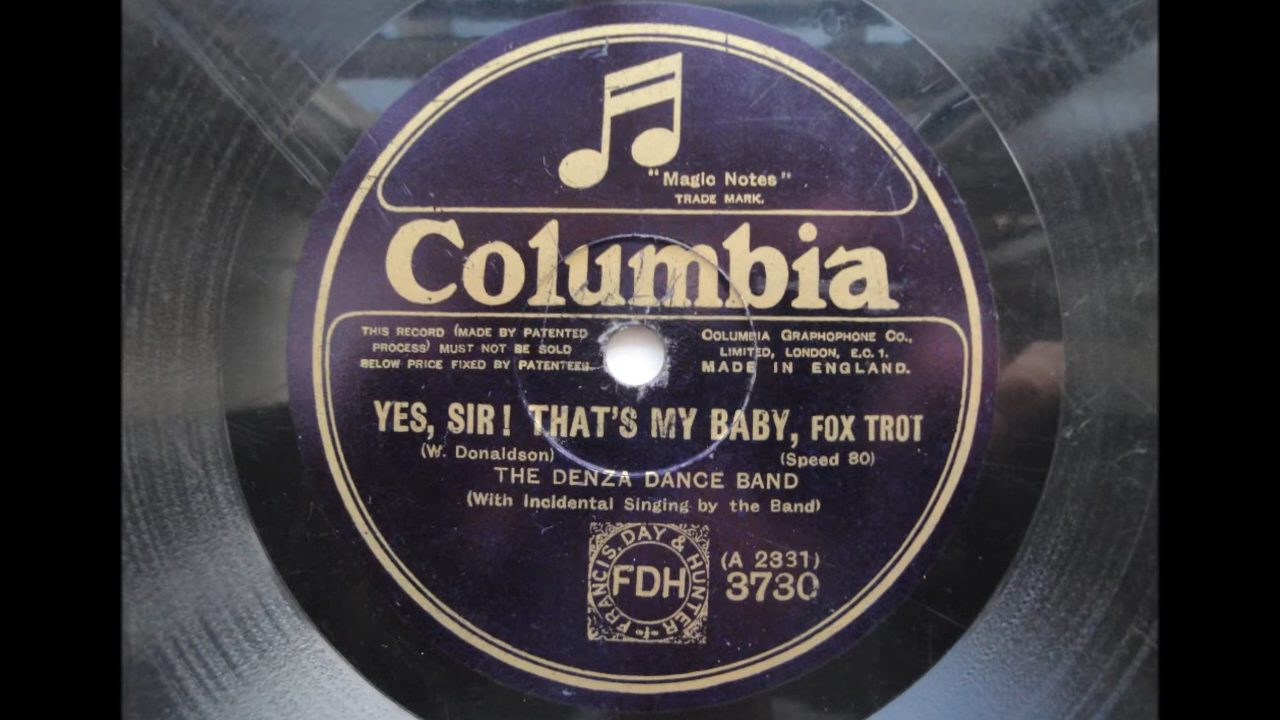 "Magic Notes"
TRADE MARK.
Columbia
THIS RECORD (MADE BY PATENTED
PROCESS) MUST NOT BE SOLD
BELOW PRICE FIXED BY PATENTEES.
COLUMBIA GRAPHOPHONE CO.,
LIMITED, LONDON, E.C.1.
MADE IN ENGLAND.
YES, SIR! THAT'S MY BABY, FOX TROT
(W. Donaldson) (Speed 80)
THE DENZA DANCE BAND
(With Incidental Singing by the Band)
FRANCIS, DAY & HUNTER
FDH
(A 2331)
3730